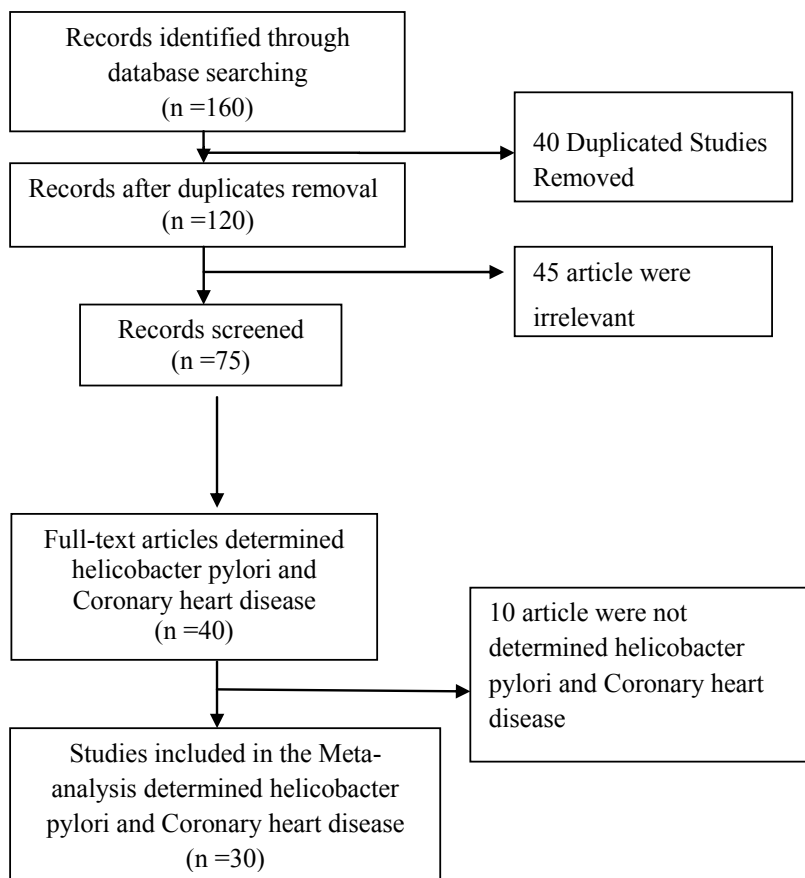 Records identified through
database searching
(n =160)
40 Duplicated Studies
Removed
Records after duplicates removal
(n =120)
45 article were
irrelevant
Records screened
(n =75)
Full-text articles determined
helicobacter pylori and
Coronary heart disease
(n =40)
10 article were not
determined helicobacter
pylori and Coronary heart
disease
Studies included in the Meta-
analysis determined helicobacter
pylori and Coronary heart disease
(n =30)